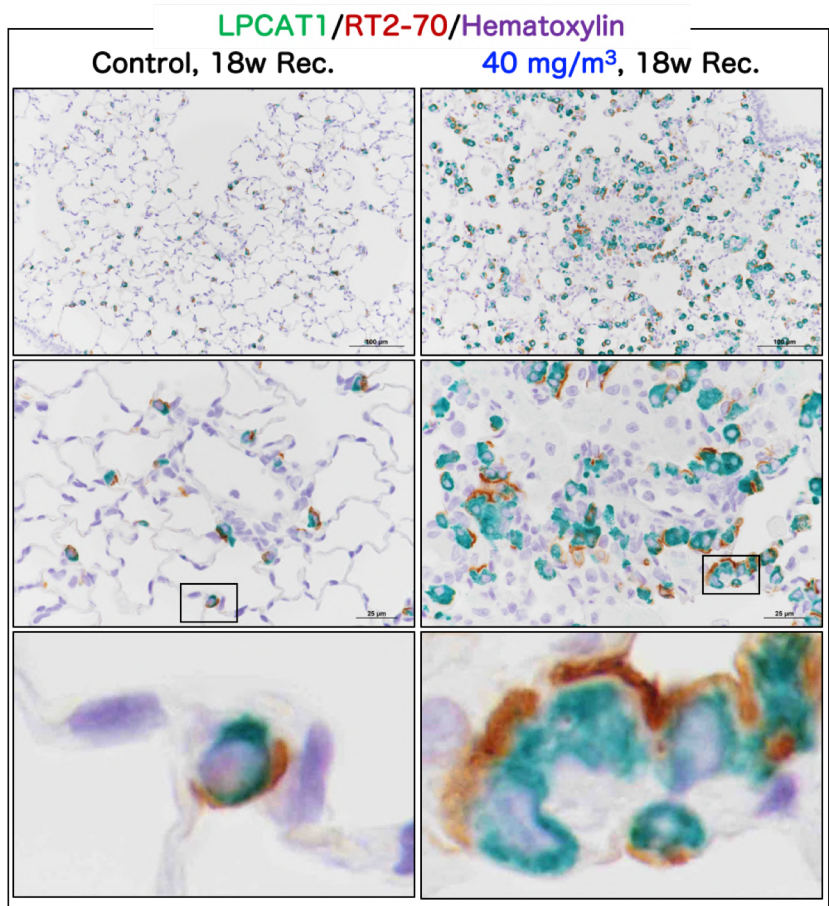 LPCAT1/RT2-70/Hematoxylin
Control, 18w Rec.
40 mg/m³, 18w Rec.
100 µm
100 µm
25 µm
25 µm